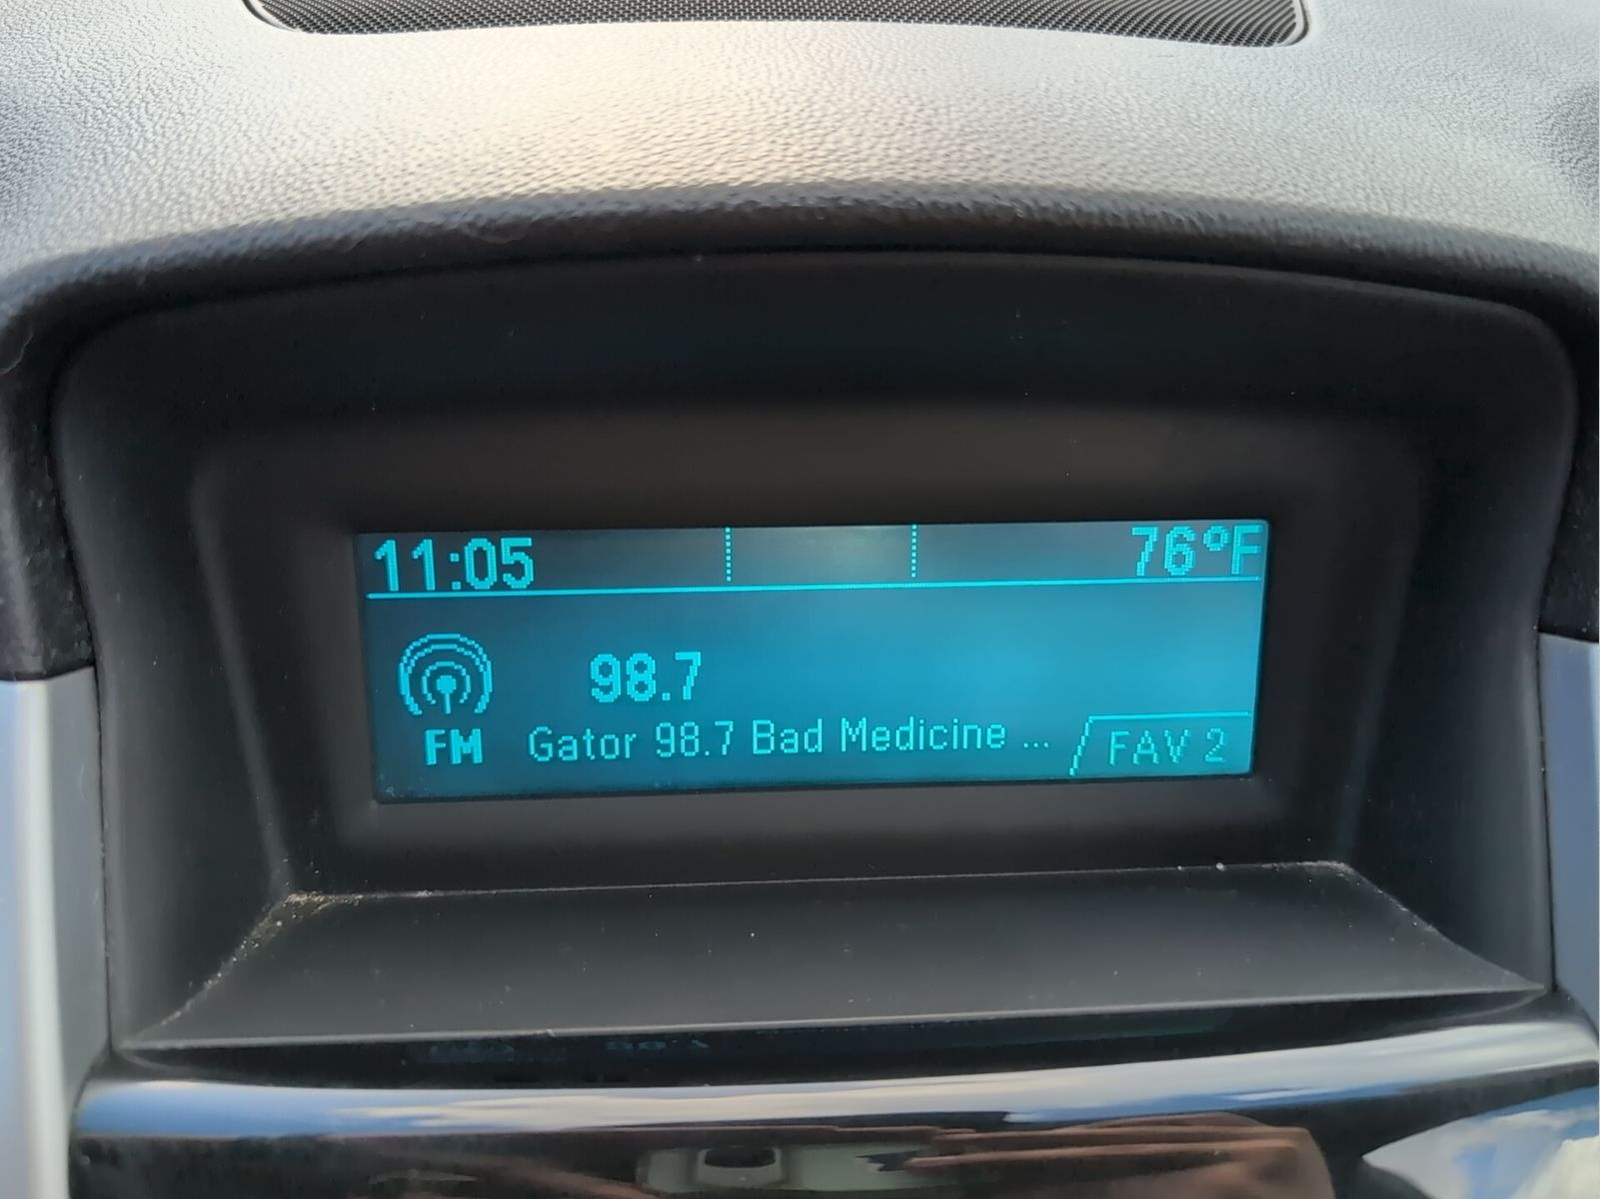 11:05 76°F
98.7
FM Gator 98.7 Bad Medicine ... FAV 2